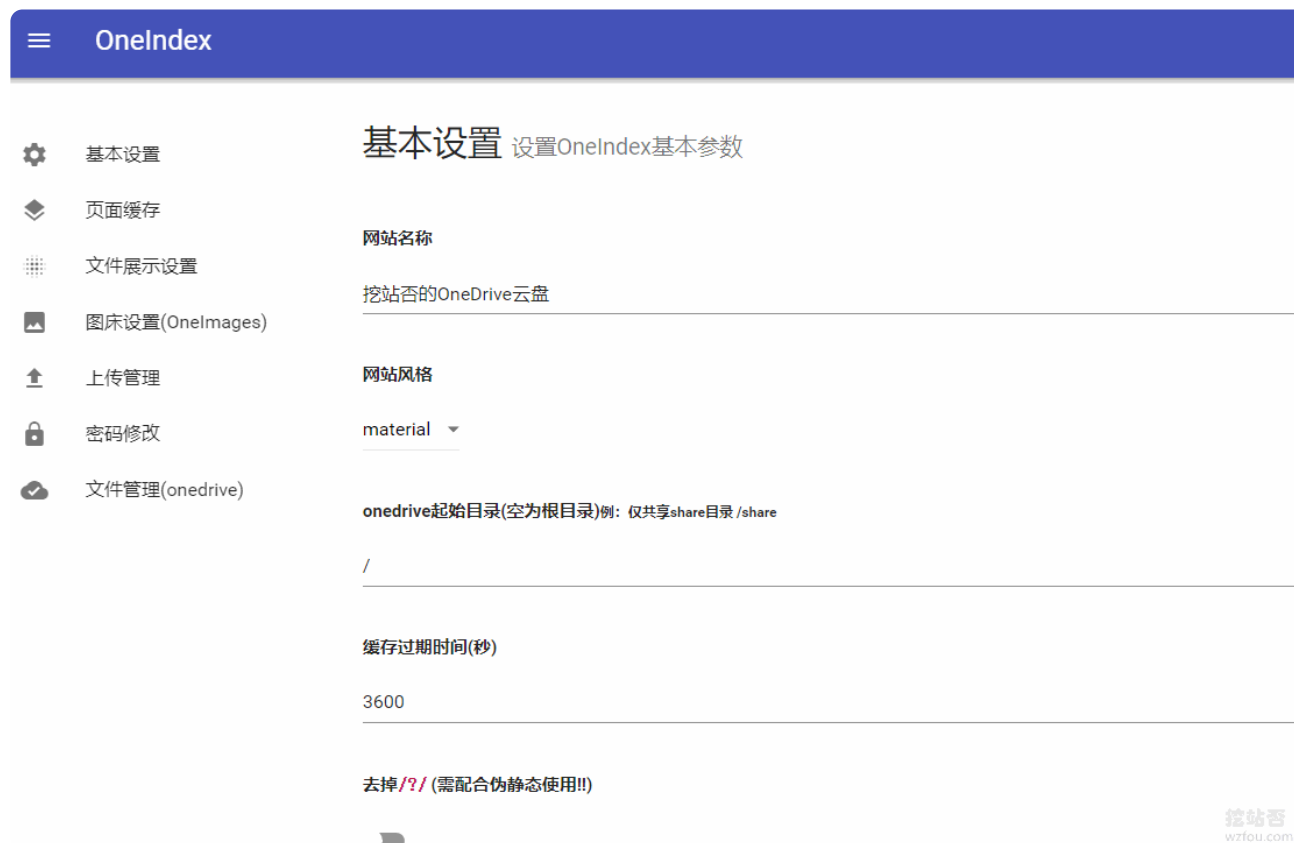 OneIndex
基本设置
页面缓存
文件展示设置
图床设置(OneImages)
上传管理
密码修改
文件管理(onedrive)
基本设置 设置OneIndex基本参数
网站名称
挖站否的OneDrive云盘
网站风格
material
onedrive起始目录(空为根目录)例：仅共享share目录 /share
/
缓存过期时间(秒)
3600
去掉/?/ (需配合伪静态使用!!)
挖站否
wzfou.com